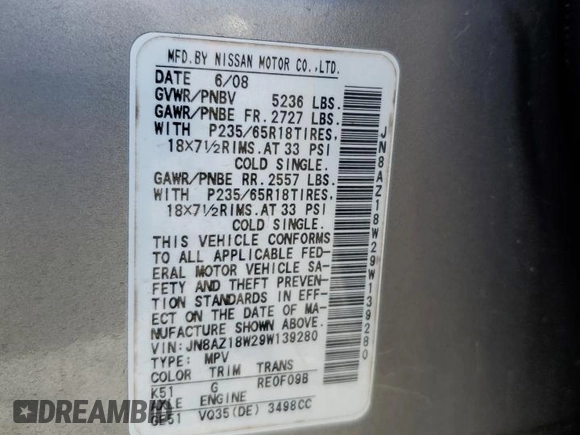 MFD.BY NISSAN MOTOR CO.,LTD.
DATE 6/08
GVWR/PNBV 5236 LBS.
GAWR/PNBE FR.2727 LBS.
WITH P235/65R18TIRES,
18×7½RIMS.AT 33 PSI
COLD SINGLE.
GAWR/PNBE RR.2557 LBS.
WITH P235/65R18TIRES,
18×7½RIMS.AT 33 PSI
COLD SINGLE.
THIS VEHICLE CONFORMS
TO ALL APPLICABLE FED-
ERAL MOTOR VEHICLE SA-
FETY AND THEFT PREVEN-
TION STANDARDS IN EFF-
ECT ON THE DATE OF MA-
NUFACTURE SHOWN ABOVE.
VIN:JN8AZ18W29W139280
TYPE: MPV
COLOR TRIM TRANS
K51 G RE0F09B
AXLE ENGINE
VQ35(DE) 3498CC
JN8AZ18W29W139280
DREAMBID